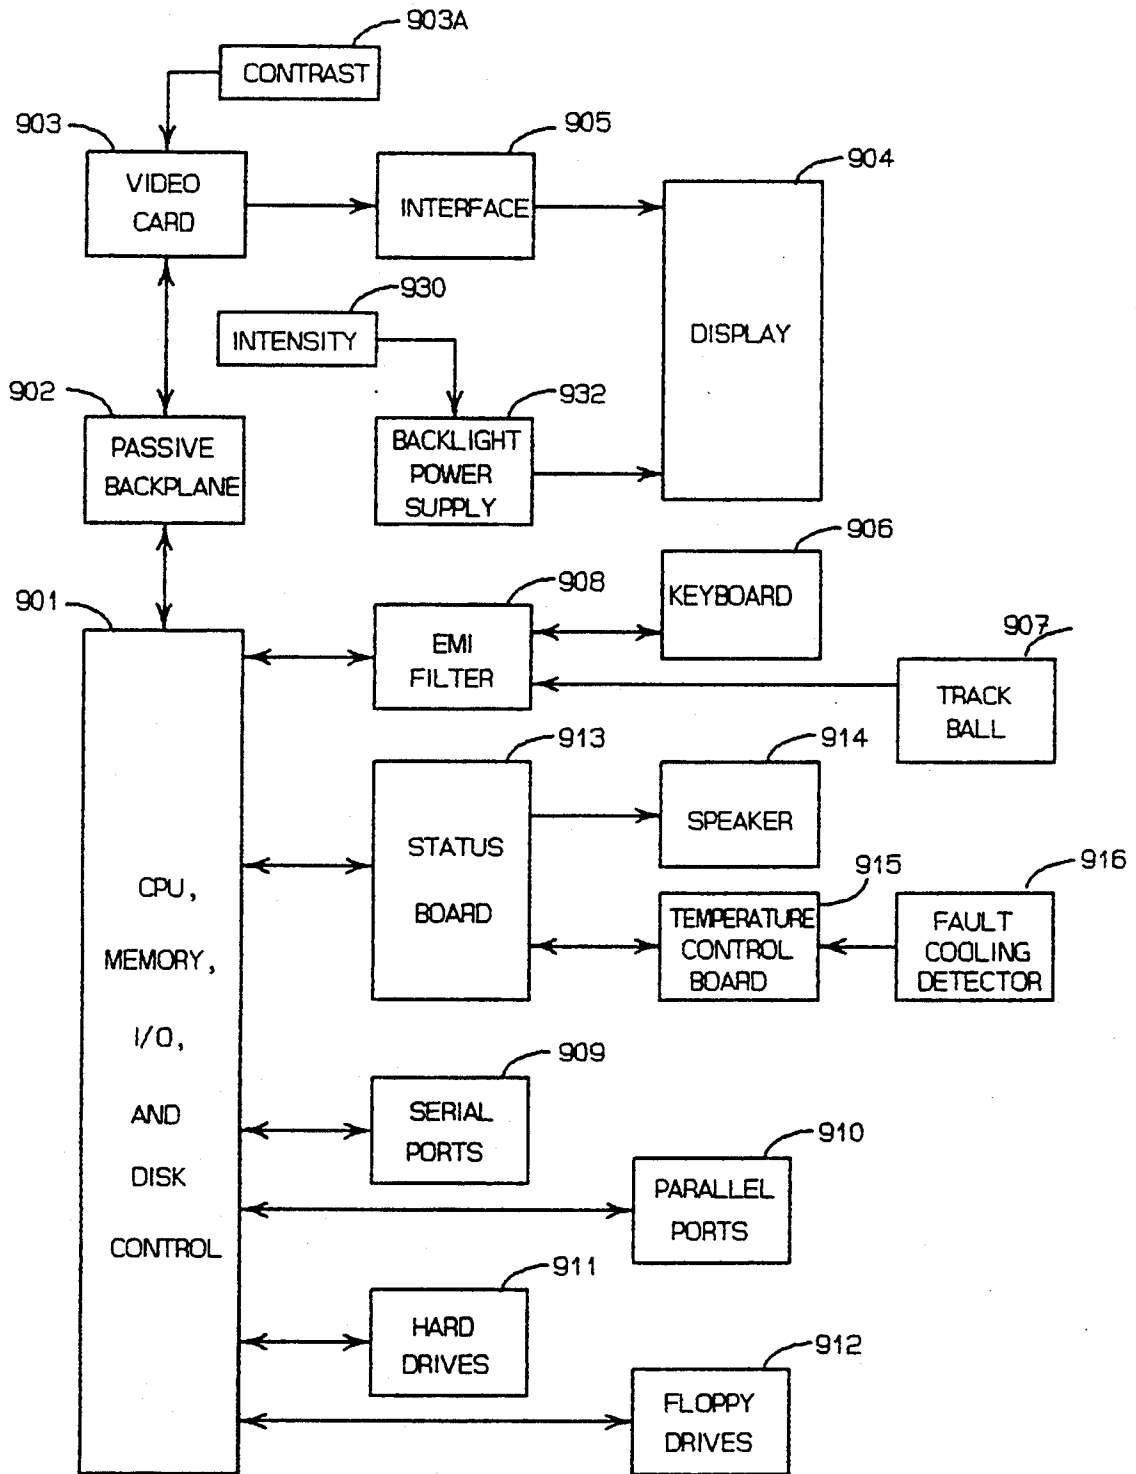 903A
CONTRAST
903
905
904
VIDEO
CARD
INTERFACE
DISPLAY
930
INTENSITY
902
932
PASSIVE
BACKPLANE
BACKLIGHT
POWER
SUPPLY
906
KEYBOARD
901
908
EMI
FILTER
907
TRACK
BALL
913
914
STATUS
BOARD
SPEAKER
915
916
TEMPERATURE
CONTROL
BOARD
FAULT
COOLING
DETECTOR
CPU,
MEMORY,
I/O,
AND
DISK
CONTROL
909
SERIAL
PORTS
910
PARALLEL
PORTS
911
HARD
DRIVES
912
FLOPPY
DRIVES